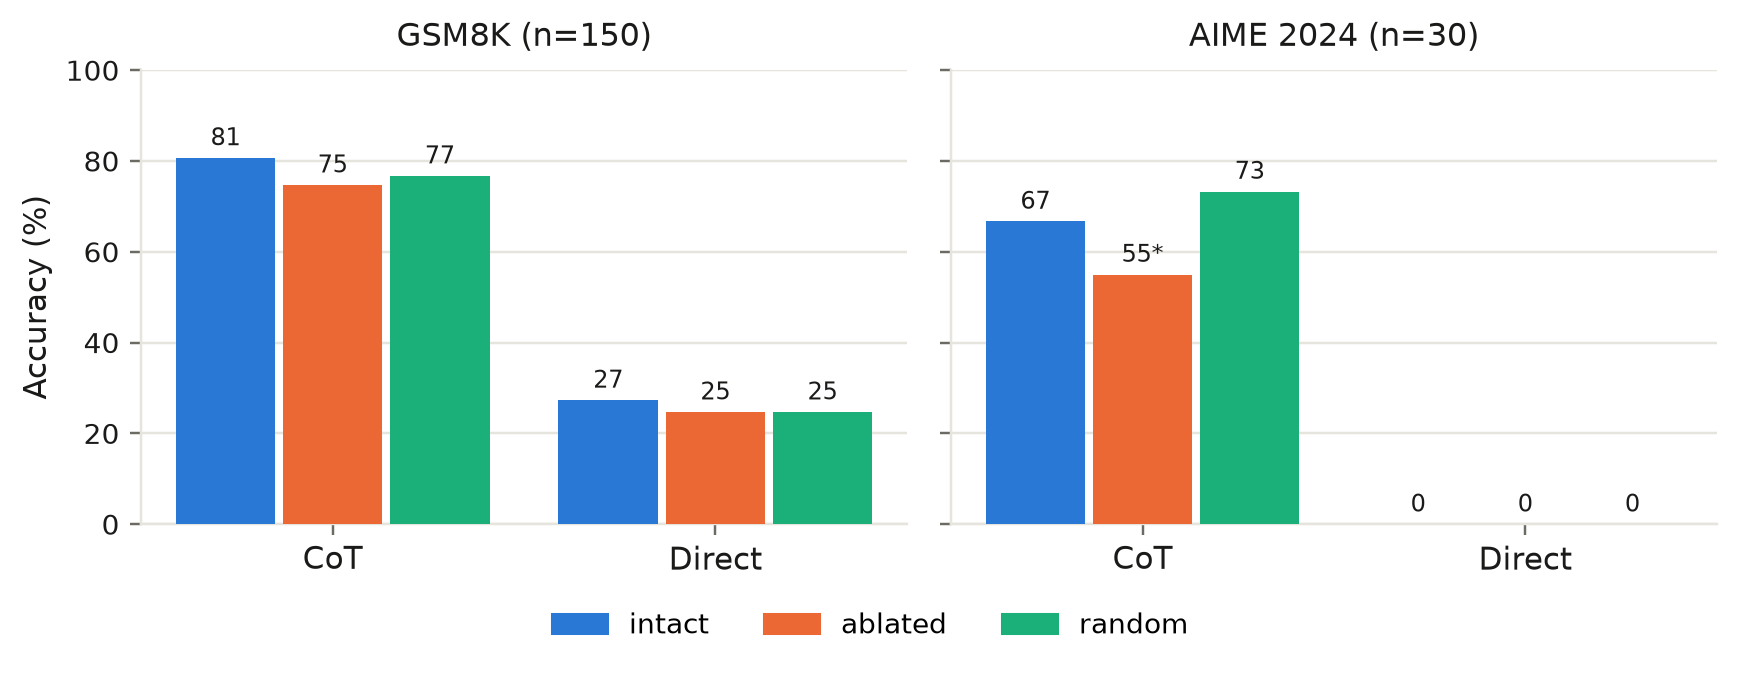 GSM8K (n=150)
AIME 2024 (n=30)
Accuracy (%)
100
80
60
40
20
0
81
75
77
27
25
25
67
55*
73
0
0
0
CoT
Direct
CoT
Direct
intact
ablated
random